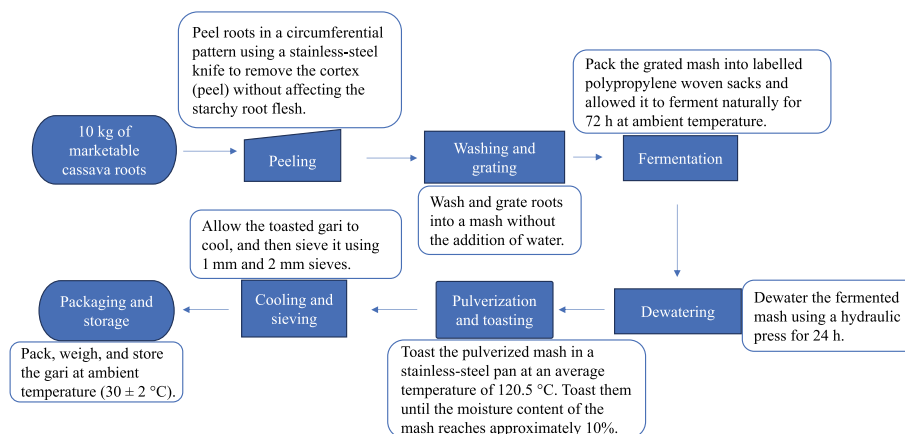 Peel roots in a circumferential
pattern using a stainless-steel
knife to remove the cortex
(peel) without affecting the
starchy root flesh.
Pack the grated mash into labelled
polypropylene woven sacks and
allowed it to ferment naturally for
72 h at ambient temperature.
10 kg of
marketable
cassava roots
Peeling
Washing and
grating
Fermentation
Wash and grate roots
into a mash without
the addition of water.
Allow the toasted gari to
cool, and then sieve it using
1 mm and 2 mm sieves.
Packaging and
storage
Cooling and
sieving
Pulverization
and toasting
Dewatering
Dewater the fermented
mash using a hydraulic
press for 24 h.
Pack, weigh, and store
the gari at ambient
temperature (30 ± 2 °C).
Toast the pulverized mash in a
stainless-steel pan at an average
temperature of 120.5 °C. Toast them
until the moisture content of the
mash reaches approximately 10%.